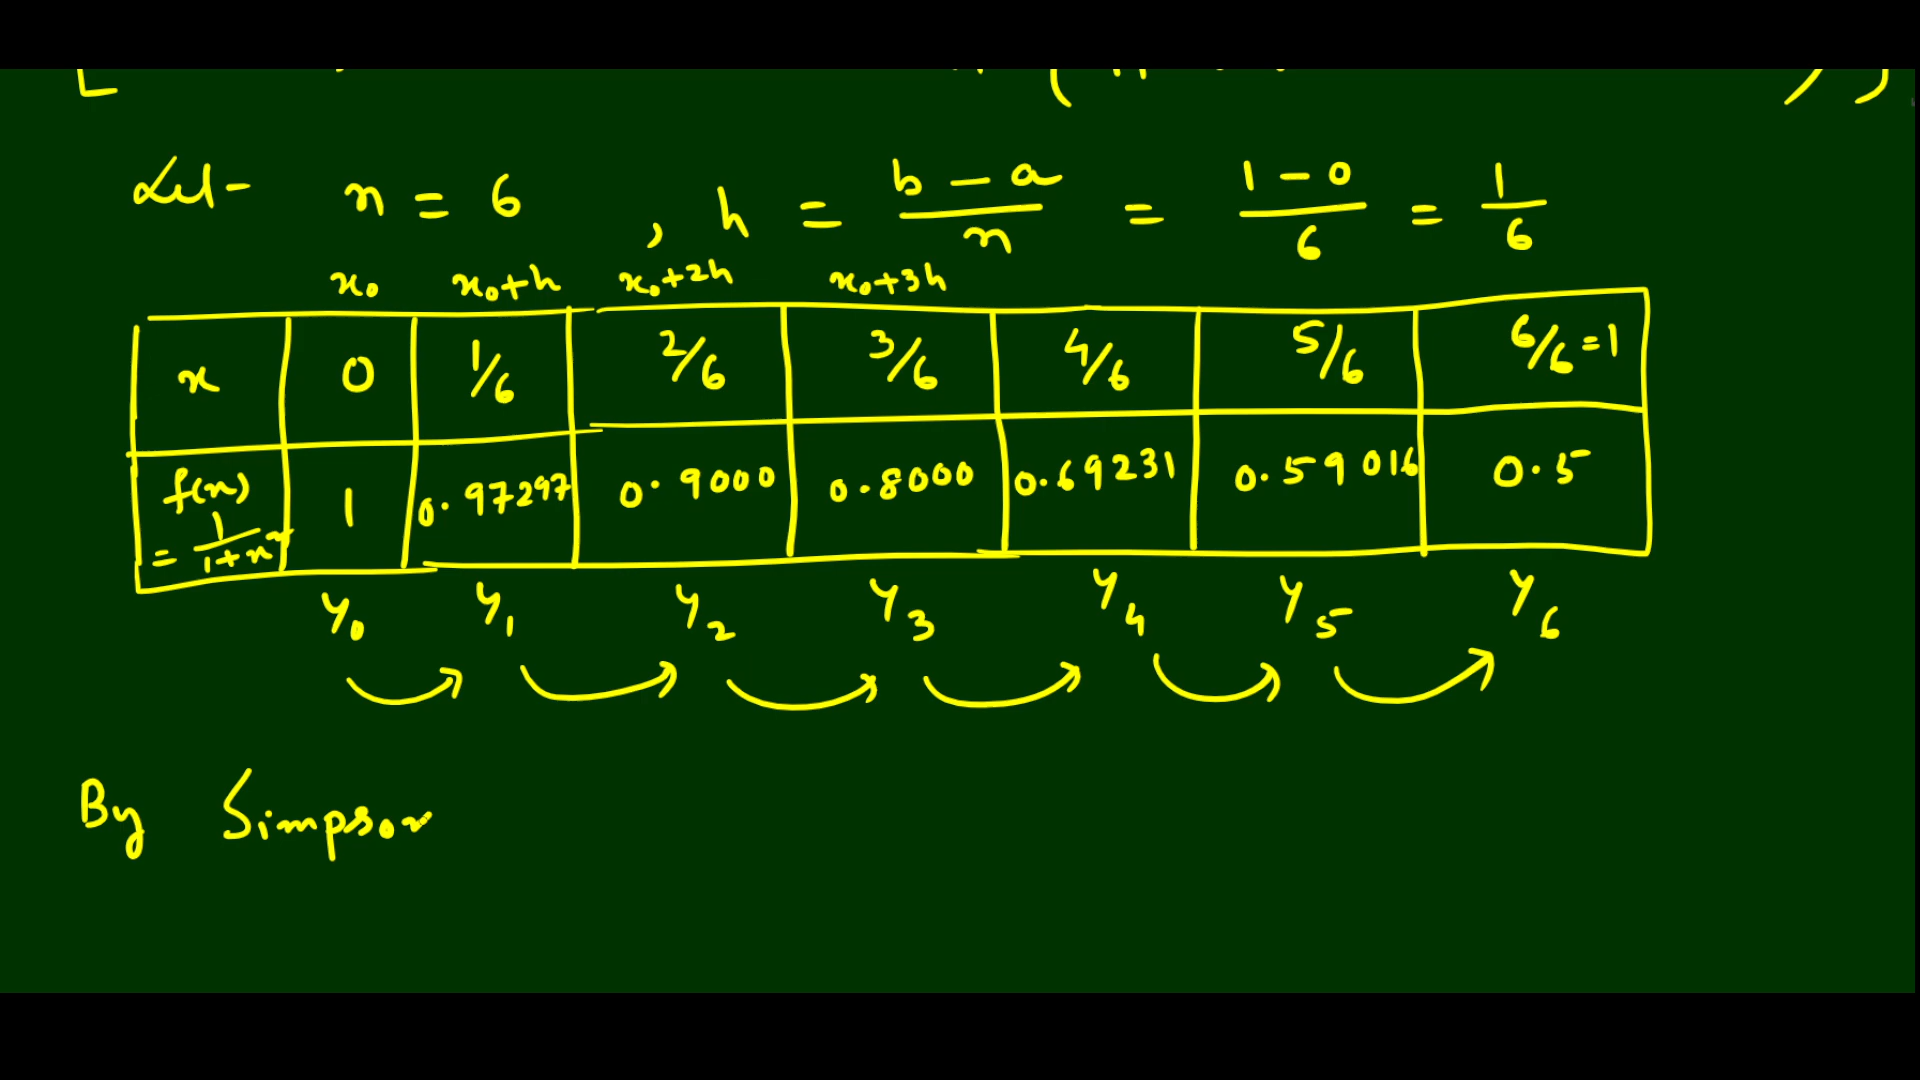 Let n = 6 , h = b - a / n = 1 - 0 / 6 = 1 / 6
x₀ x₀+h x₀+2h x₀+3h
x 0 1/6 2/6 3/6 4/6 5/6 6/6=1
f(x) = 1/1+x² 1 0.97297 0.9000 0.8000 0.69231 0.59016 0.5
y₀ y₁ y₂ y₃ y₄ y₅ y₆
By Simpson